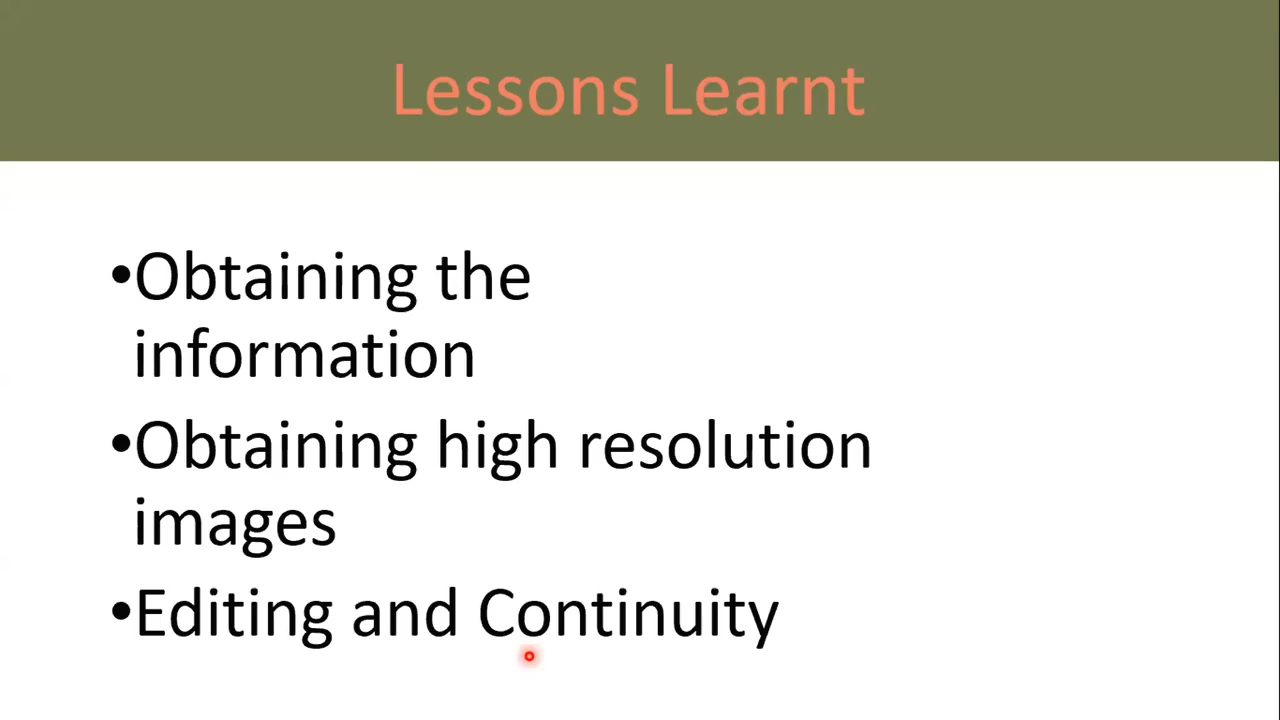 Lessons Learnt
•Obtaining the
information
•Obtaining high resolution
images
•Editing and Continuity